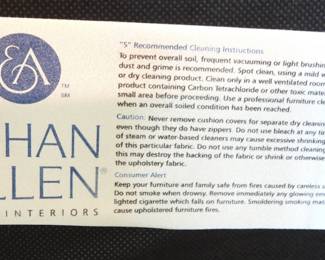 EA
TM
SM
HAN
LLEN®
INTERIORS
"S" Recommended Cleaning Instructions
To prevent overall soil, frequent vacuuming or light brushin
dust and grime is recommended. Spot clean, using a mild w
or dry cleaning product. Clean only in a well ventilated room
product containing Carbon Tetrachloride or other toxic mate
small area before proceeding. Use a professional furniture cle
when an overall soiled condition has been reached.
Caution: Never remove cushion covers for separate dry cleanin
even though they do have zippers. Do not use bleach at any tim
of steam or water-based cleaners may cause excessive shrinkag
of this particular fabric. Do not use any tumble method cleaning
this may destroy the backing of the fabric or shrink or otherwise
the upholstery fabric.
Consumer Alert
Keep your furniture and family safe from fires caused by careless
Do not smoke when drowsy. Remove immediately any glowing em
lighted cigarette which falls on furniture. Smoldering smoking mat
cause upholstered furniture fires.